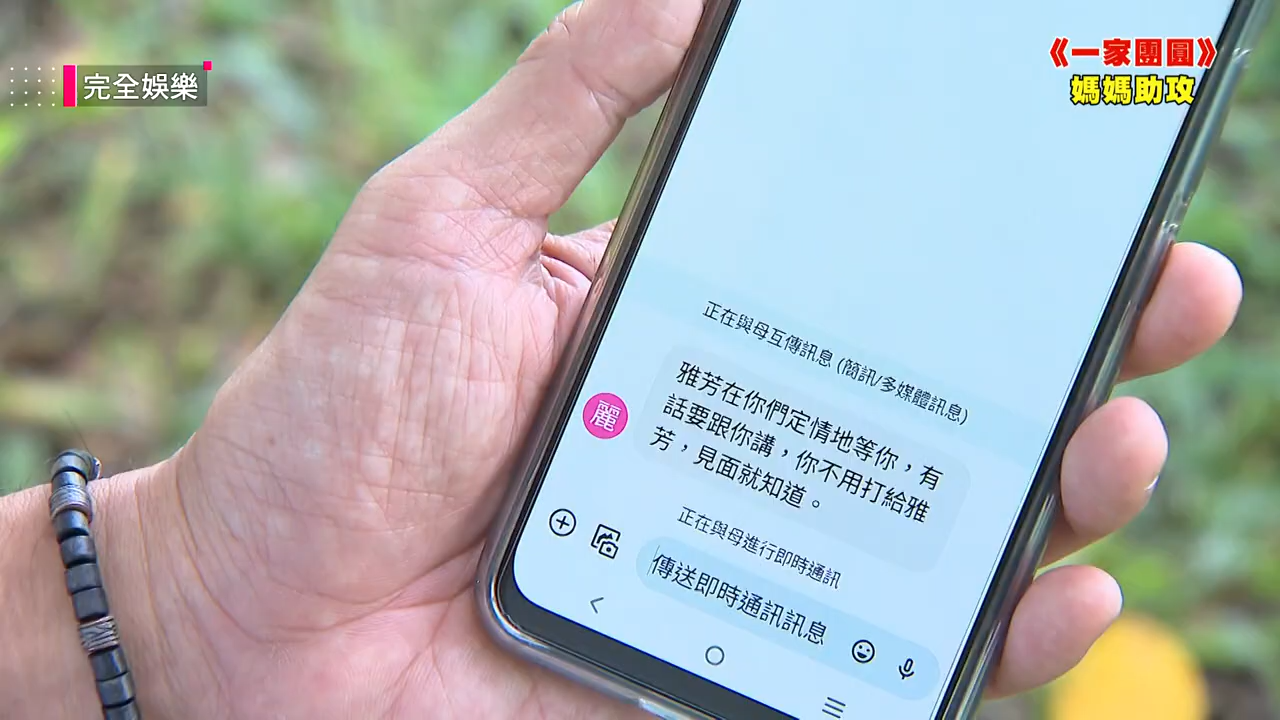 完全娛樂
《一家團圓》
媽媽助攻
正在與母互傳訊息 (簡訊/多媒體訊息)
麗
雅芳在你們定情地等你，有
話要跟你講，你不用打給雅
芳，見面就知道。
正在與母進行即時通訊
傳送即時通訊訊息